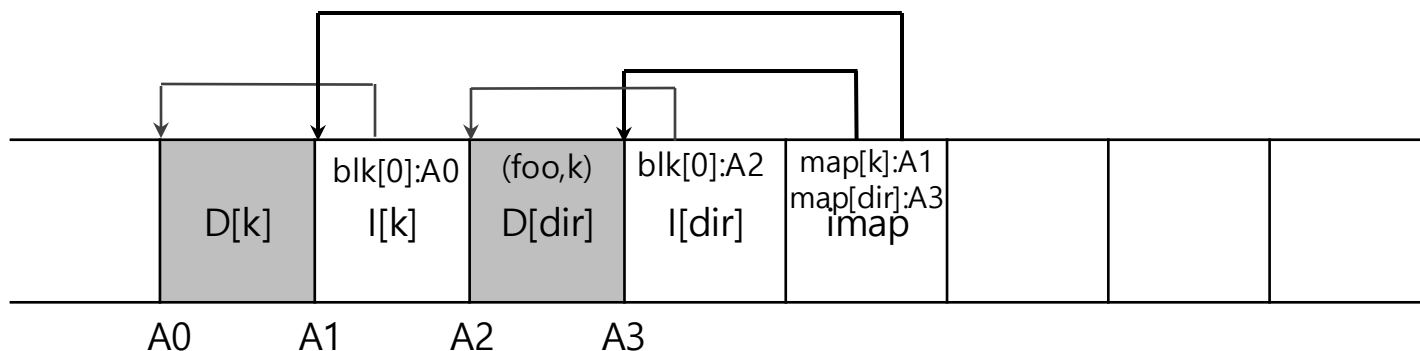 blk[0]:A0
(foo,k)
blk[0]:A2
map[k]:A1
map[dir]:A3
D[k]
I[k]
D[dir]
I[dir]
imap
A0
A1
A2
A3